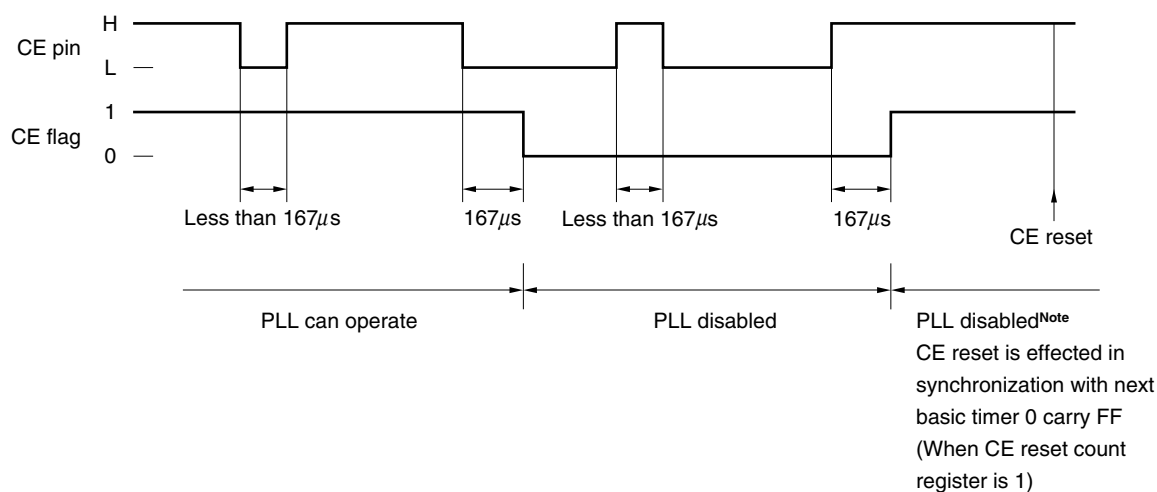 H
CE pin
L
1
CE flag
0
Less than 167μs
167μs
Less than 167μs
167μs
CE reset
PLL can operate
PLL disabled
PLL disabledNote
CE reset is effected in
synchronization with next
basic timer 0 carry FF
(When CE reset count
register is 1)